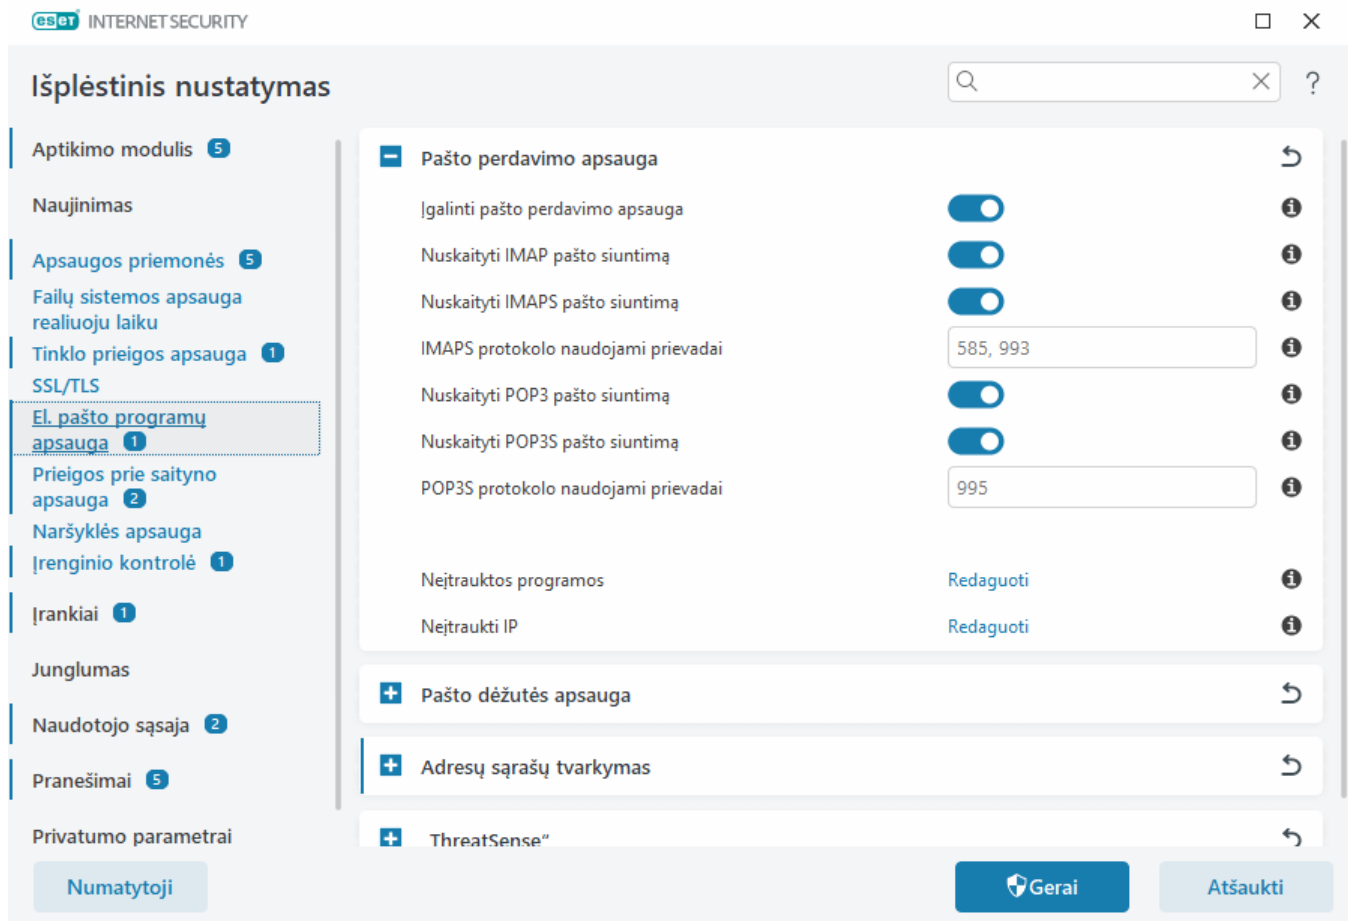 eset INTERNET SECURITY
Išplėstinis nustatymas
?
Aptikimo modulis 5
Naujinimas
Apsaugos priemonės 5
Failų sistemos apsauga
realiuoju laiku
Tinklo prieigos apsauga 1
SSL/TLS
El. pašto programų
apsauga 1
Prieigos prie saityno
apsauga 2
Naršyklės apsauga
Įrenginio kontrolė 1
Įrankiai 1
Junglumas
Naudotojo sąsaja 2
Pranešimai 5
Privatumo parametrai
Pašto perdavimo apsauga
Įgalinti pašto perdavimo apsauga
Nuskaityti IMAP pašto siuntimą
Nuskaityti IMAPS pašto siuntimą
IMAPS protokolo naudojami prievadai 585, 993
Nuskaityti POP3 pašto siuntimą
Nuskaityti POP3S pašto siuntimą
POP3S protokolo naudojami prievadai 995
Neįtrauktos programos Redaguoti
Neįtraukti IP Redaguoti
Pašto dėžutės apsauga
Adresų sąrašų tvarkymas
ThreatSense“
Numatytoji
Gerai
Atšaukti